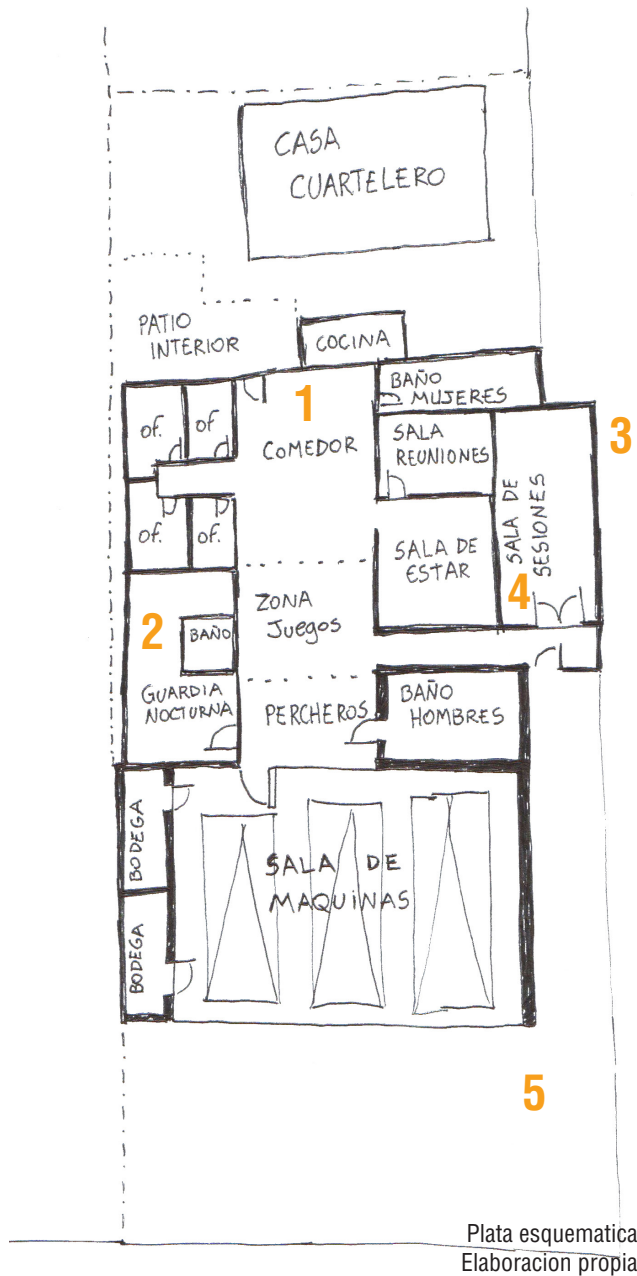 CASA
CUARTELERO
PATIO
INTERIOR
COCINA
1
BAÑO
MUJERES
of.
of
COMEDOR
SALA
REUNIONES
3
SALA DE
SESIONES
of.
of.
SALA DE
ESTAR
4
2
BAÑO
ZONA
Juegos
GUARDIA
NOCTURNA
PERCHEROS
BAÑO
HOMBRES
BODEGA
SALA DE
MAQUINAS
BODEGA
5
Plata esquematica
Elaboracion propia